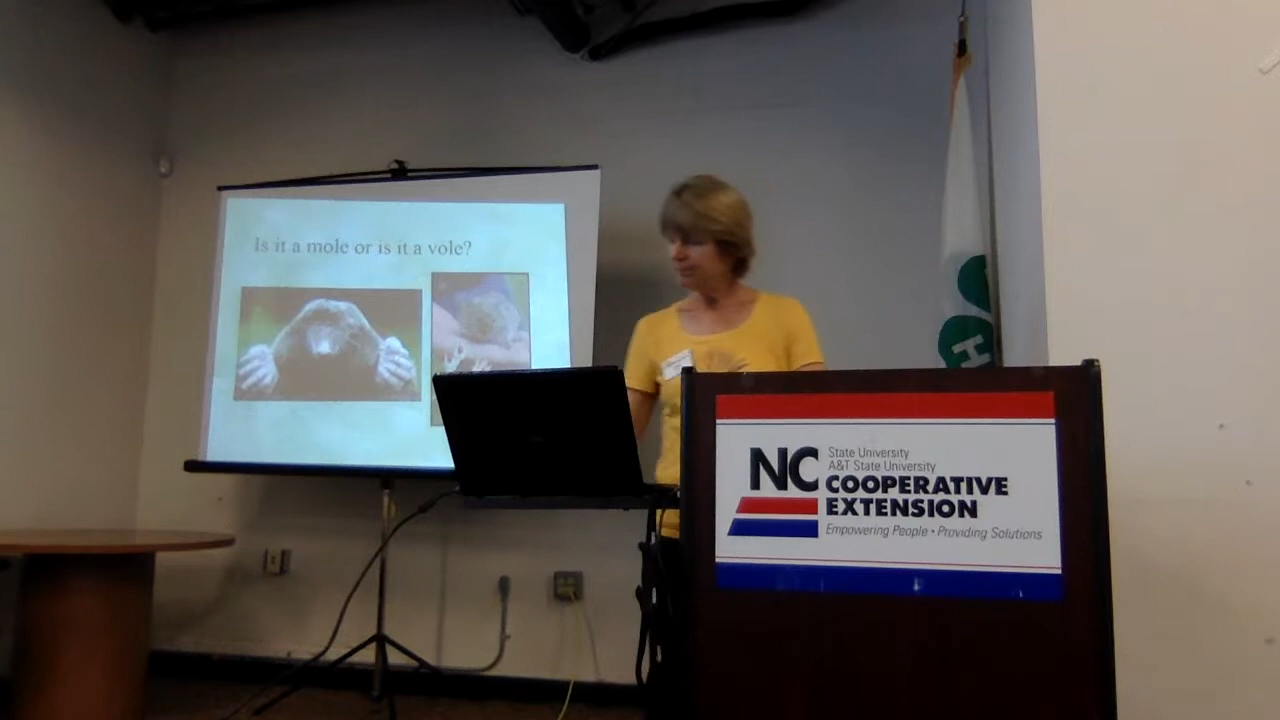 Is it a mole or is it a vole?
H
NC
State University
A&T State University
COOPERATIVE
EXTENSION
Empowering People • Providing Solutions